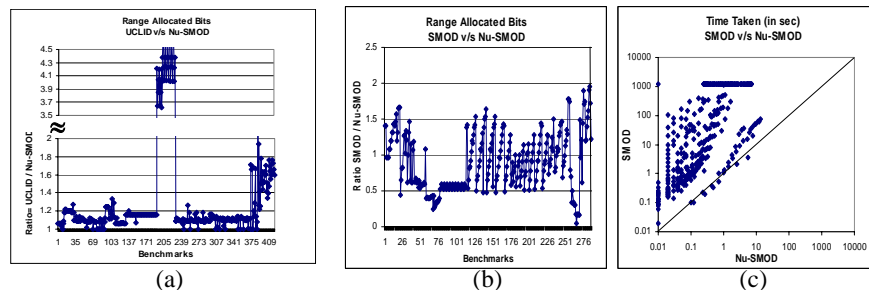 Range Allocated Bits
UCLID v/s Nu-SMOD
Ratio= UCLID / Nu-SMOD
4.5
4.3
4.1
3.9
3.7
3.5
≈
2
1.8
1.6
1.4
1.2
1
1 35 69 103 137 171 205 239 273 307 341 375 409
Benchmarks
(a)
Range Allocated Bits
SMOD v/s Nu-SMOD
Ratio SMOD / Nu-SMOD
2.5
2
1.5
1
0.5
0
1 26 51 76 101 126 151 176 201 226 251 276
Benchmarks
(b)
Time Taken (in sec)
SMOD v/s Nu-SMOD
SMOD
10000
1000
100
10
1
0.1
0.01
0.01 0.1 1 10 100 1000 10000
Nu-SMOD
(c)